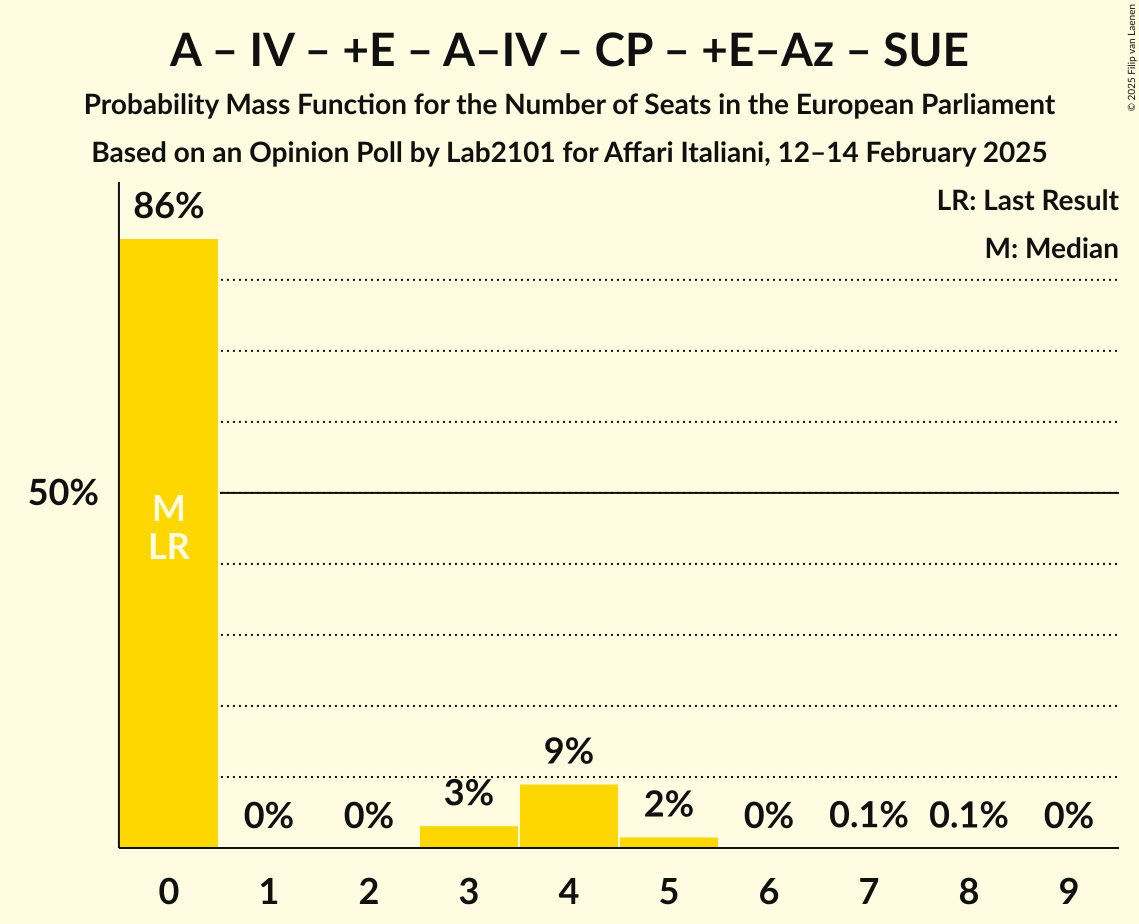 A – IV – +E – A–IV – CP – +E–Az – SUE
Probability Mass Function for the Number of Seats in the European Parliament
Based on an Opinion Poll by Lab2101 for Affari Italiani, 12–14 February 2025
© 2025 Filip van Laenen
LR: Last Result
M: Median
86%
50%
M
LR
0%
0%
3%
9%
2%
0%
0.1%
0.1%
0%
0
1
2
3
4
5
6
7
8
9